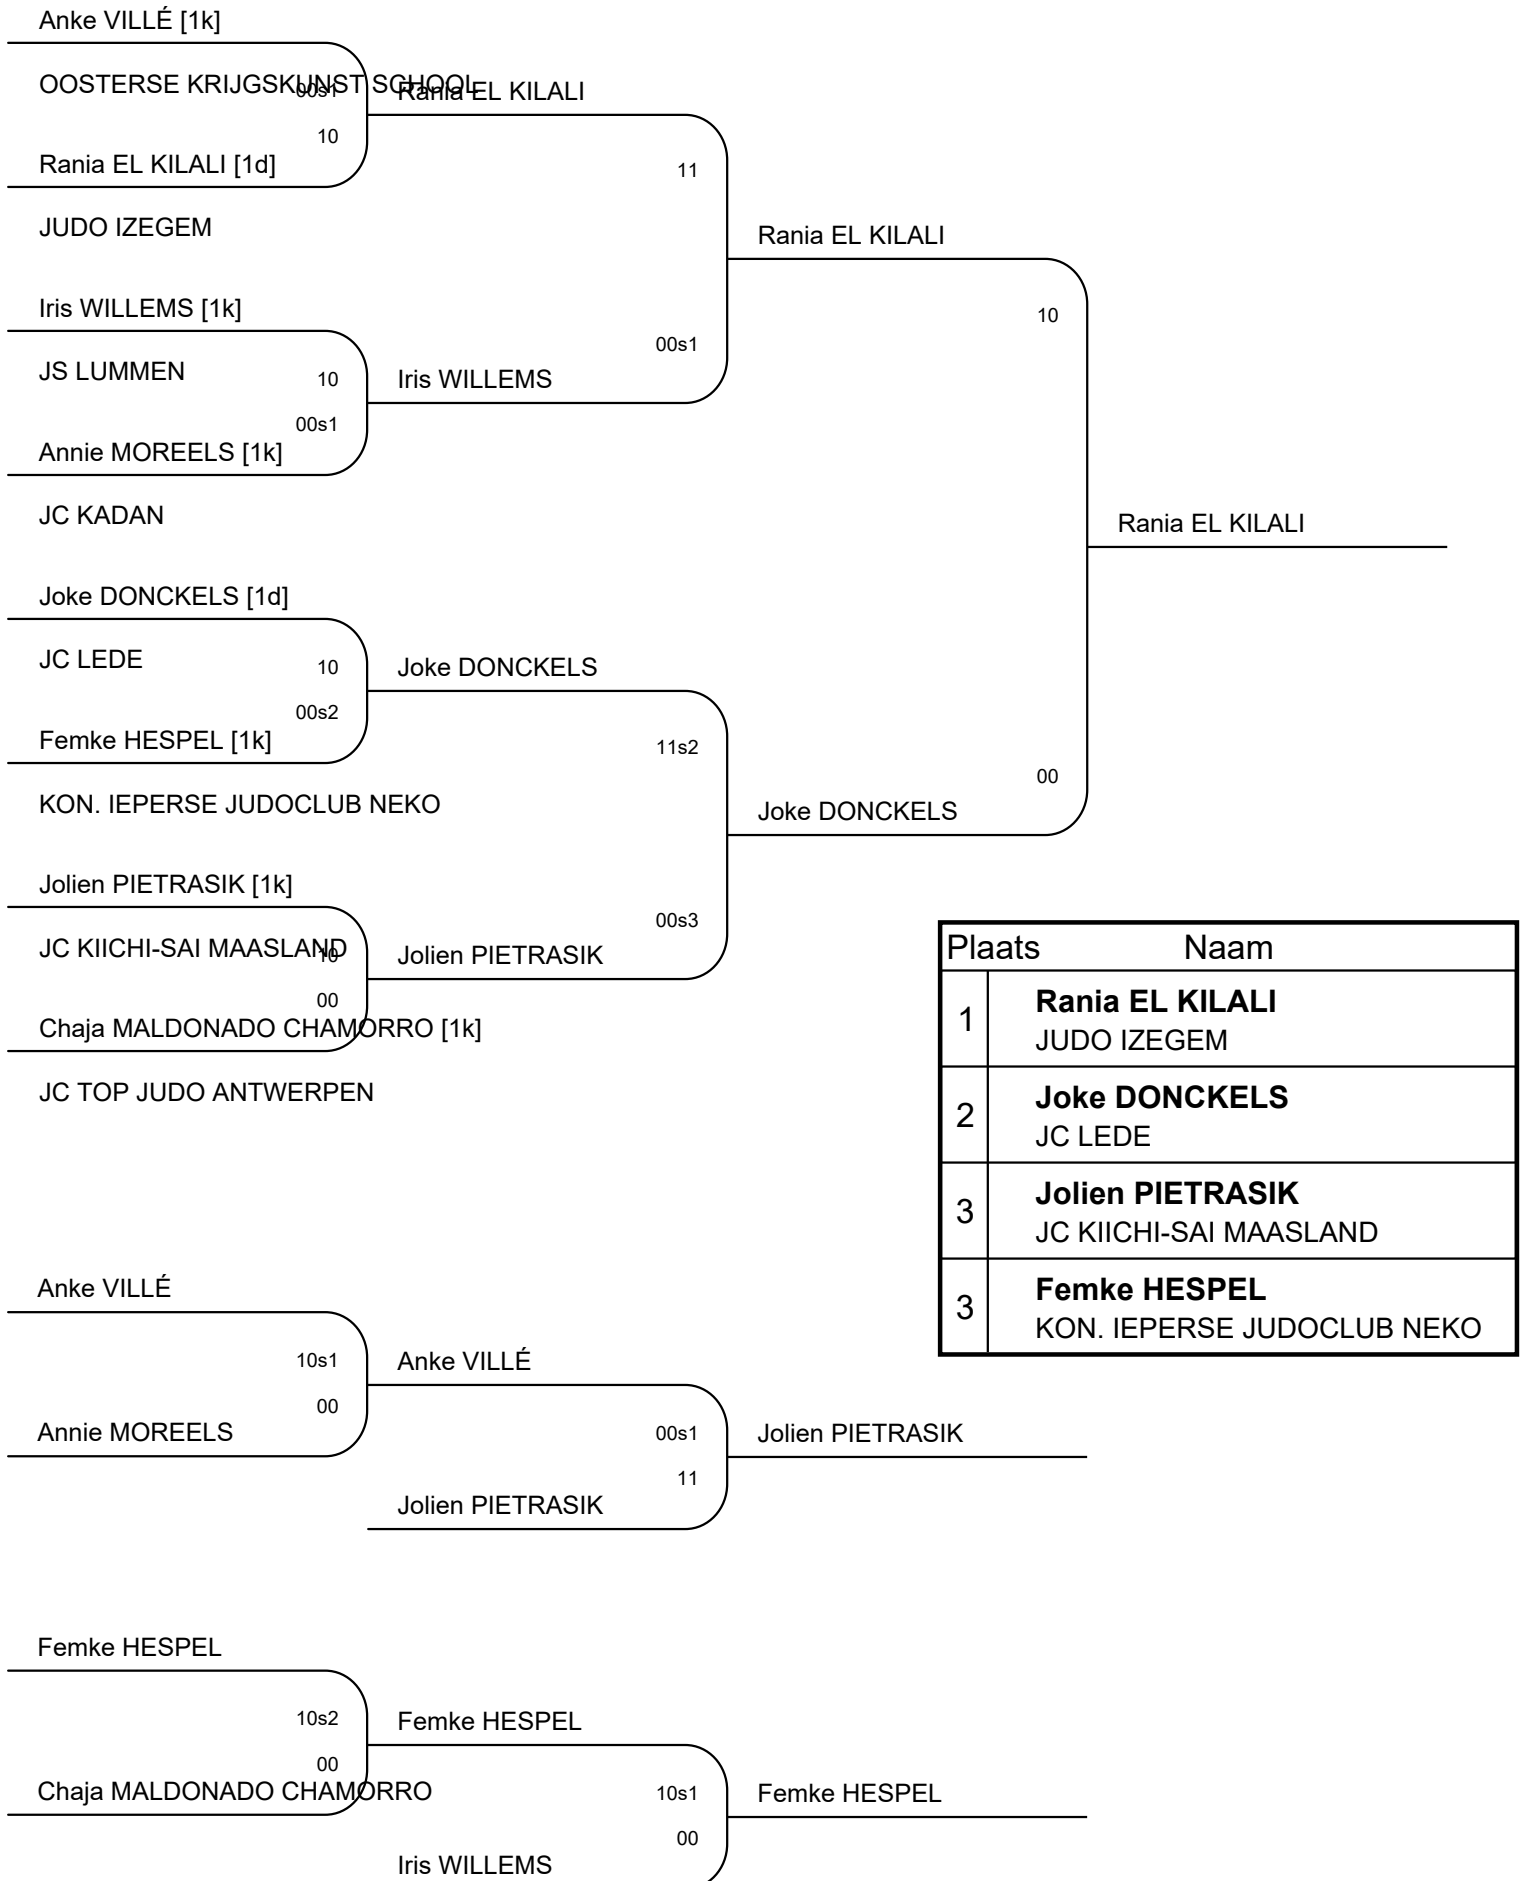 Anke VILLÉ [1k]
OOSTERSE KRIJGSKUNST SCHOOL
00s1
Rania EL KILALI
10
Rania EL KILALI [1d]
11
JUDO IZEGEM
Rania EL KILALI
Iris WILLEMS [1k]
10
00s1
JS LUMMEN
10
Iris WILLEMS
00s1
Annie MOREELS [1k]
JC KADAN
Rania EL KILALI
Joke DONCKELS [1d]
JC LEDE
10
Joke DONCKELS
00s2
Femke HESPEL [1k]
11s2
00
KON. IEPERSE JUDOCLUB NEKO
Joke DONCKELS
Jolien PIETRASIK [1k]
00s3
JC KIICHI-SAI MAASLAND
10
Jolien PIETRASIK
00
Chaja MALDONADO CHAMORRO [1k]
JC TOP JUDO ANTWERPEN
Plaats Naam
1 Rania EL KILALI
JUDO IZEGEM
2 Joke DONCKELS
JC LEDE
3 Jolien PIETRASIK
JC KIICHI-SAI MAASLAND
3 Femke HESPEL
KON. IEPERSE JUDOCLUB NEKO
Anke VILLÉ
10s1
Anke VILLÉ
00
Annie MOREELS
00s1
Jolien PIETRASIK
11
Jolien PIETRASIK
Femke HESPEL
10s2
Femke HESPEL
00
Chaja MALDONADO CHAMORRO
10s1
Femke HESPEL
00
Iris WILLEMS